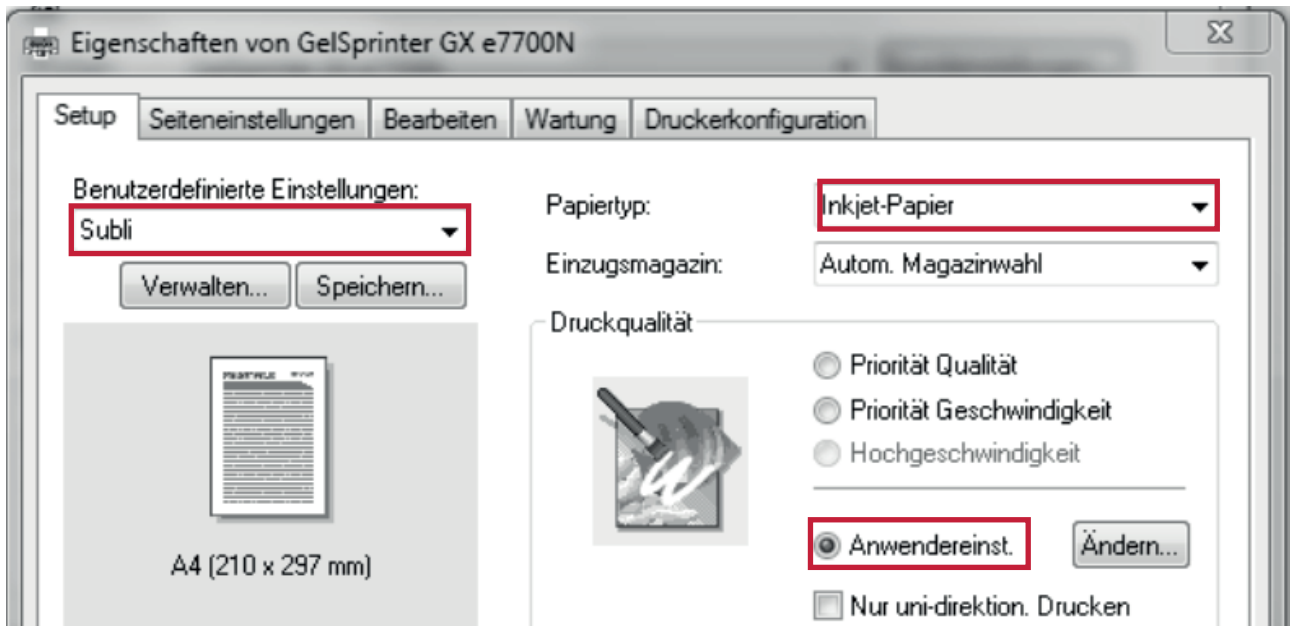 Eigenschaften von GelSprinter GX e7700N
Setup
Seiteneinstellungen
Bearbeiten
Wartung
Druckerkonfiguration
Benutzerdefinierte Einstellungen:
Subli
Verwalten...
Speichern...
A4 (210 x 297 mm)
Papiertyp:
Inkjet-Papier
Einzugsmagazin:
Autom. Magazinwahl
Druckqualität
Priorität Qualität
Priorität Geschwindigkeit
Hochgeschwindigkeit
Anwendereinst.
Ändern...
Nur uni-direktion. Drucken